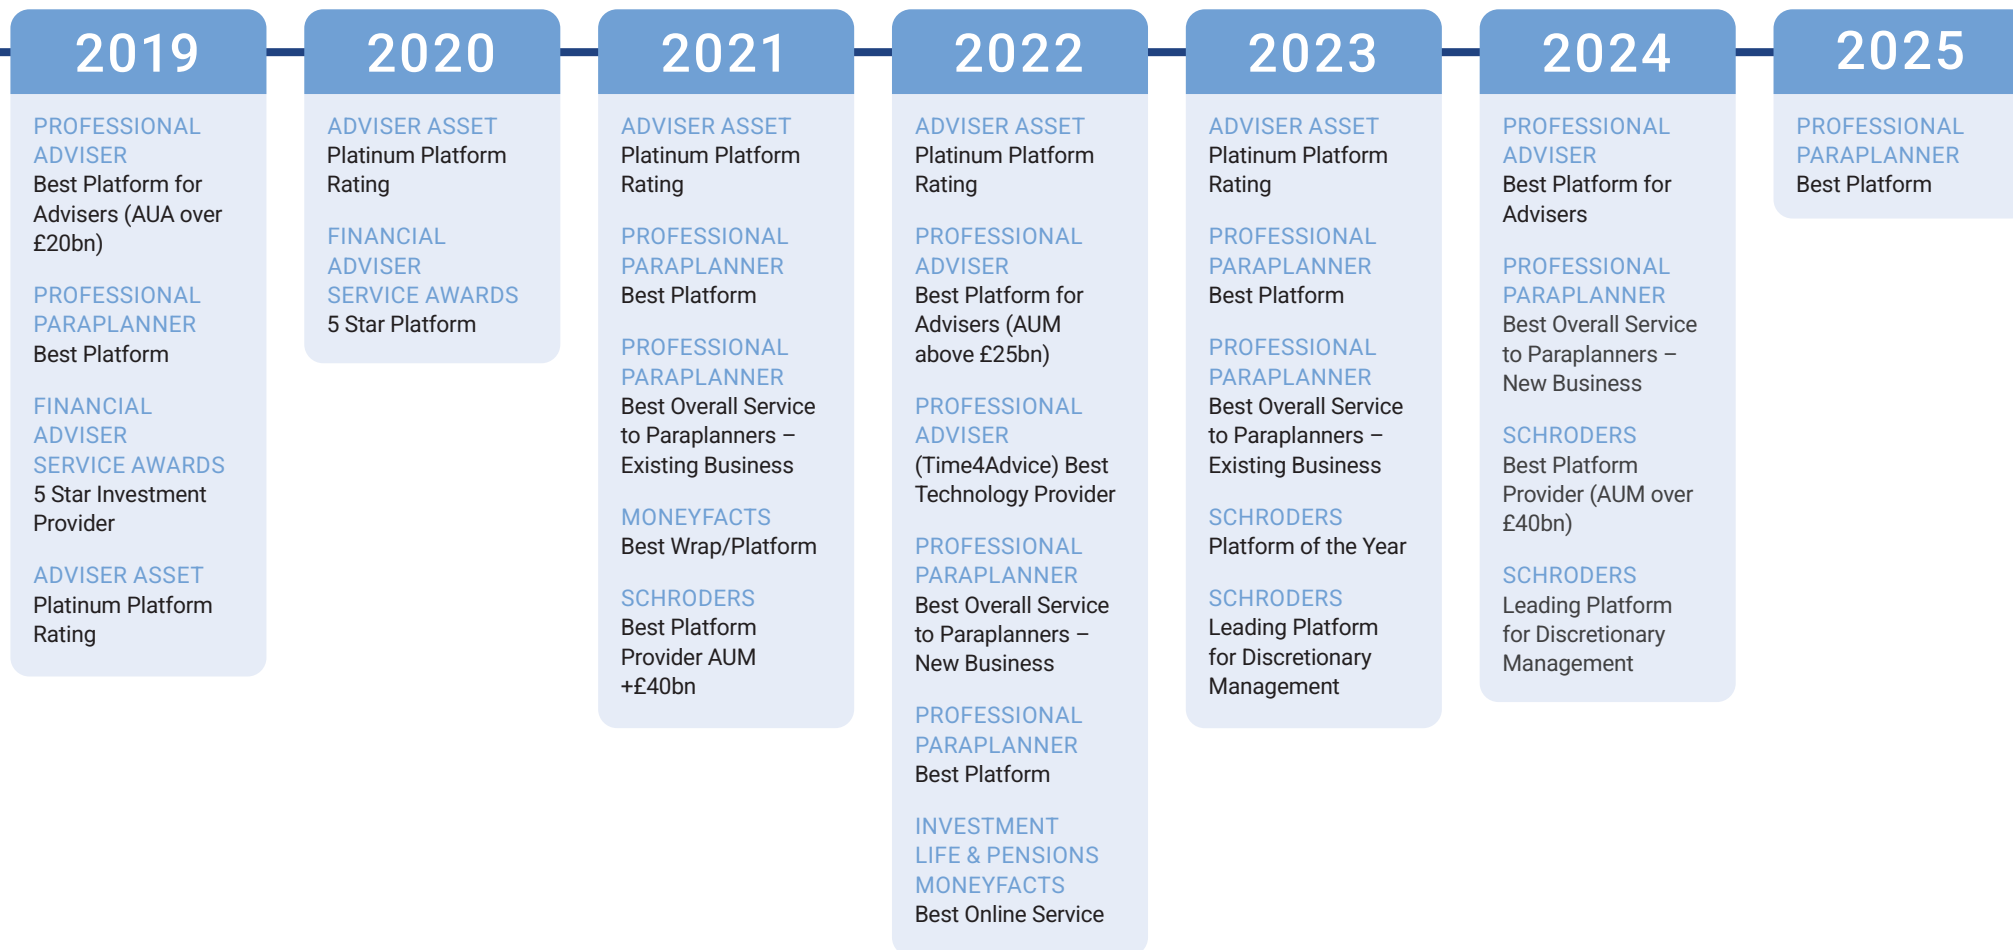 2019
PROFESSIONAL
ADVISER
Best Platform for
Advisers (AUA over
£20bn)
PROFESSIONAL
PARAPLANNER
Best Platform
FINANCIAL
ADVISER
SERVICE AWARDS
5 Star Investment
Provider
ADVISER ASSET
Platinum Platform
Rating
2020
ADVISER ASSET
Platinum Platform
Rating
FINANCIAL
ADVISER
SERVICE AWARDS
5 Star Platform
2021
ADVISER ASSET
Platinum Platform
Rating
PROFESSIONAL
PARAPLANNER
Best Platform
PROFESSIONAL
PARAPLANNER
Best Overall Service
to Paraplanners –
Existing Business
MONEYFACTS
Best Wrap/Platform
SCHRODERS
Best Platform
Provider AUM
+£40bn
2022
ADVISER ASSET
Platinum Platform
Rating
PROFESSIONAL
ADVISER
Best Platform for
Advisers (AUM
above £25bn)
PROFESSIONAL
ADVISER
(Time4Advice) Best
Technology Provider
PROFESSIONAL
PARAPLANNER
Best Overall Service
to Paraplanners –
New Business
PROFESSIONAL
PARAPLANNER
Best Platform
INVESTMENT
LIFE & PENSIONS
MONEYFACTS
Best Online Service
2023
ADVISER ASSET
Platinum Platform
Rating
PROFESSIONAL
PARAPLANNER
Best Platform
PROFESSIONAL
PARAPLANNER
Best Overall Service
to Paraplanners –
Existing Business
SCHRODERS
Platform of the Year
SCHRODERS
Leading Platform
for Discretionary
Management
2024
PROFESSIONAL
ADVISER
Best Platform for
Advisers
PROFESSIONAL
PARAPLANNER
Best Overall Service
to Paraplanners –
New Business
SCHRODERS
Best Platform
Provider (AUM over
£40bn)
SCHRODERS
Leading Platform
for Discretionary
Management
2025
PROFESSIONAL
PARAPLANNER
Best Platform